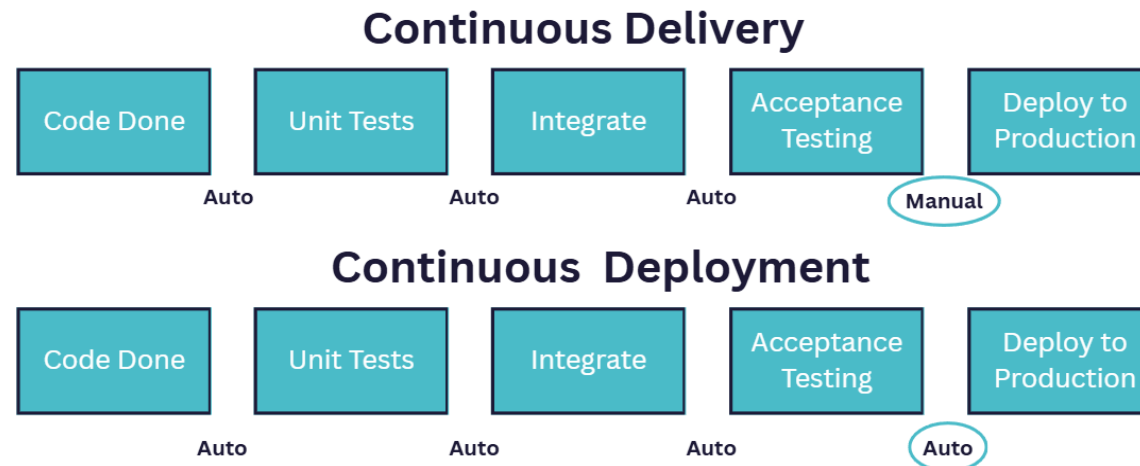 Continuous Delivery
Code Done
Unit Tests
Integrate
Acceptance
Testing
Deploy to
Production
Auto
Auto
Auto
Manual
Continuous Deployment
Code Done
Unit Tests
Integrate
Acceptance
Testing
Deploy to
Production
Auto
Auto
Auto
Auto